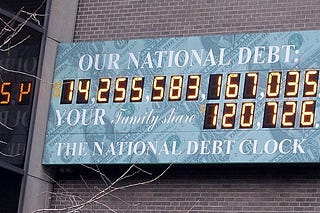 OUR NATIONAL DEBT:
14,255,583,167,035
YOUR Family share 120,726.
THE NATIONAL DEBT CLOCK